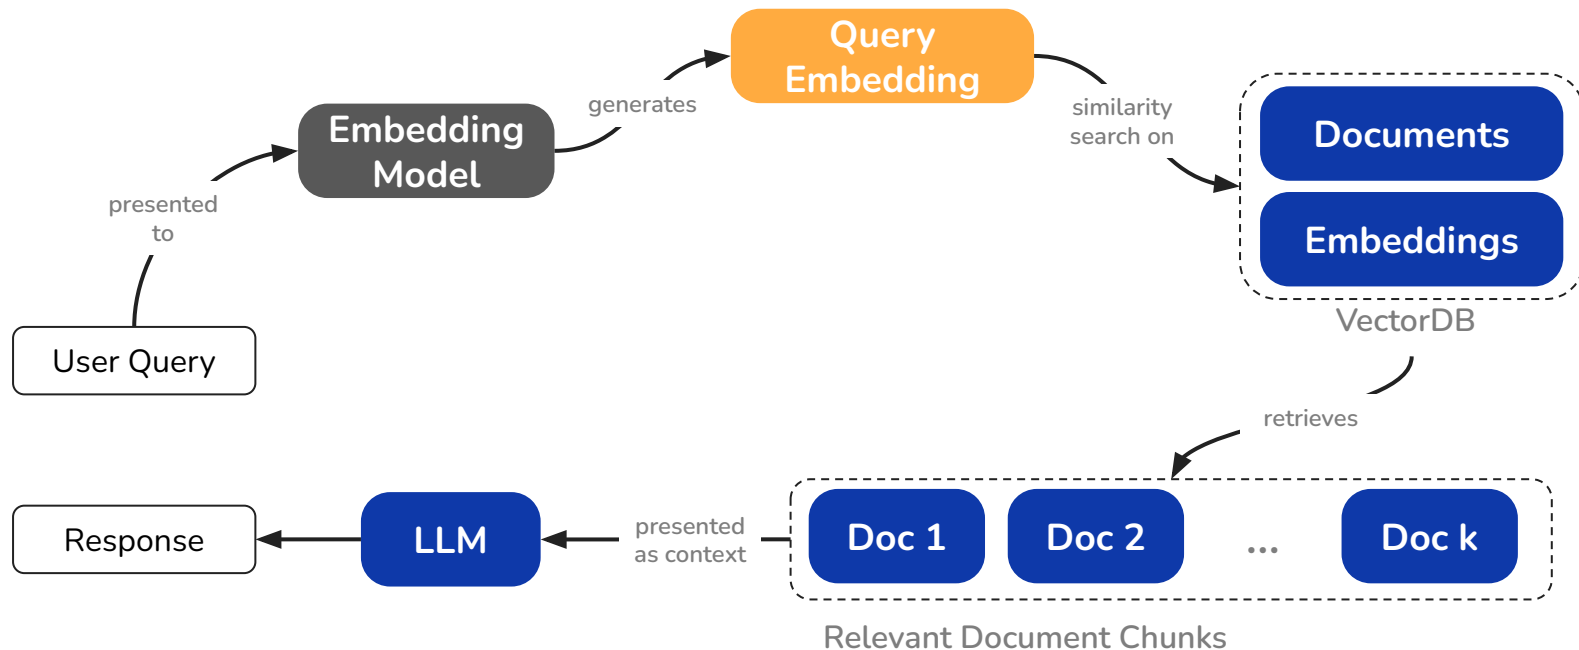 Query
Embedding
generates
Embedding
Model
similarity
search on
Documents
Embeddings
VectorDB
presented
to
User Query
retrieves
Response
LLM
presented
as context
Doc 1
Doc 2
...
Doc k
Relevant Document Chunks